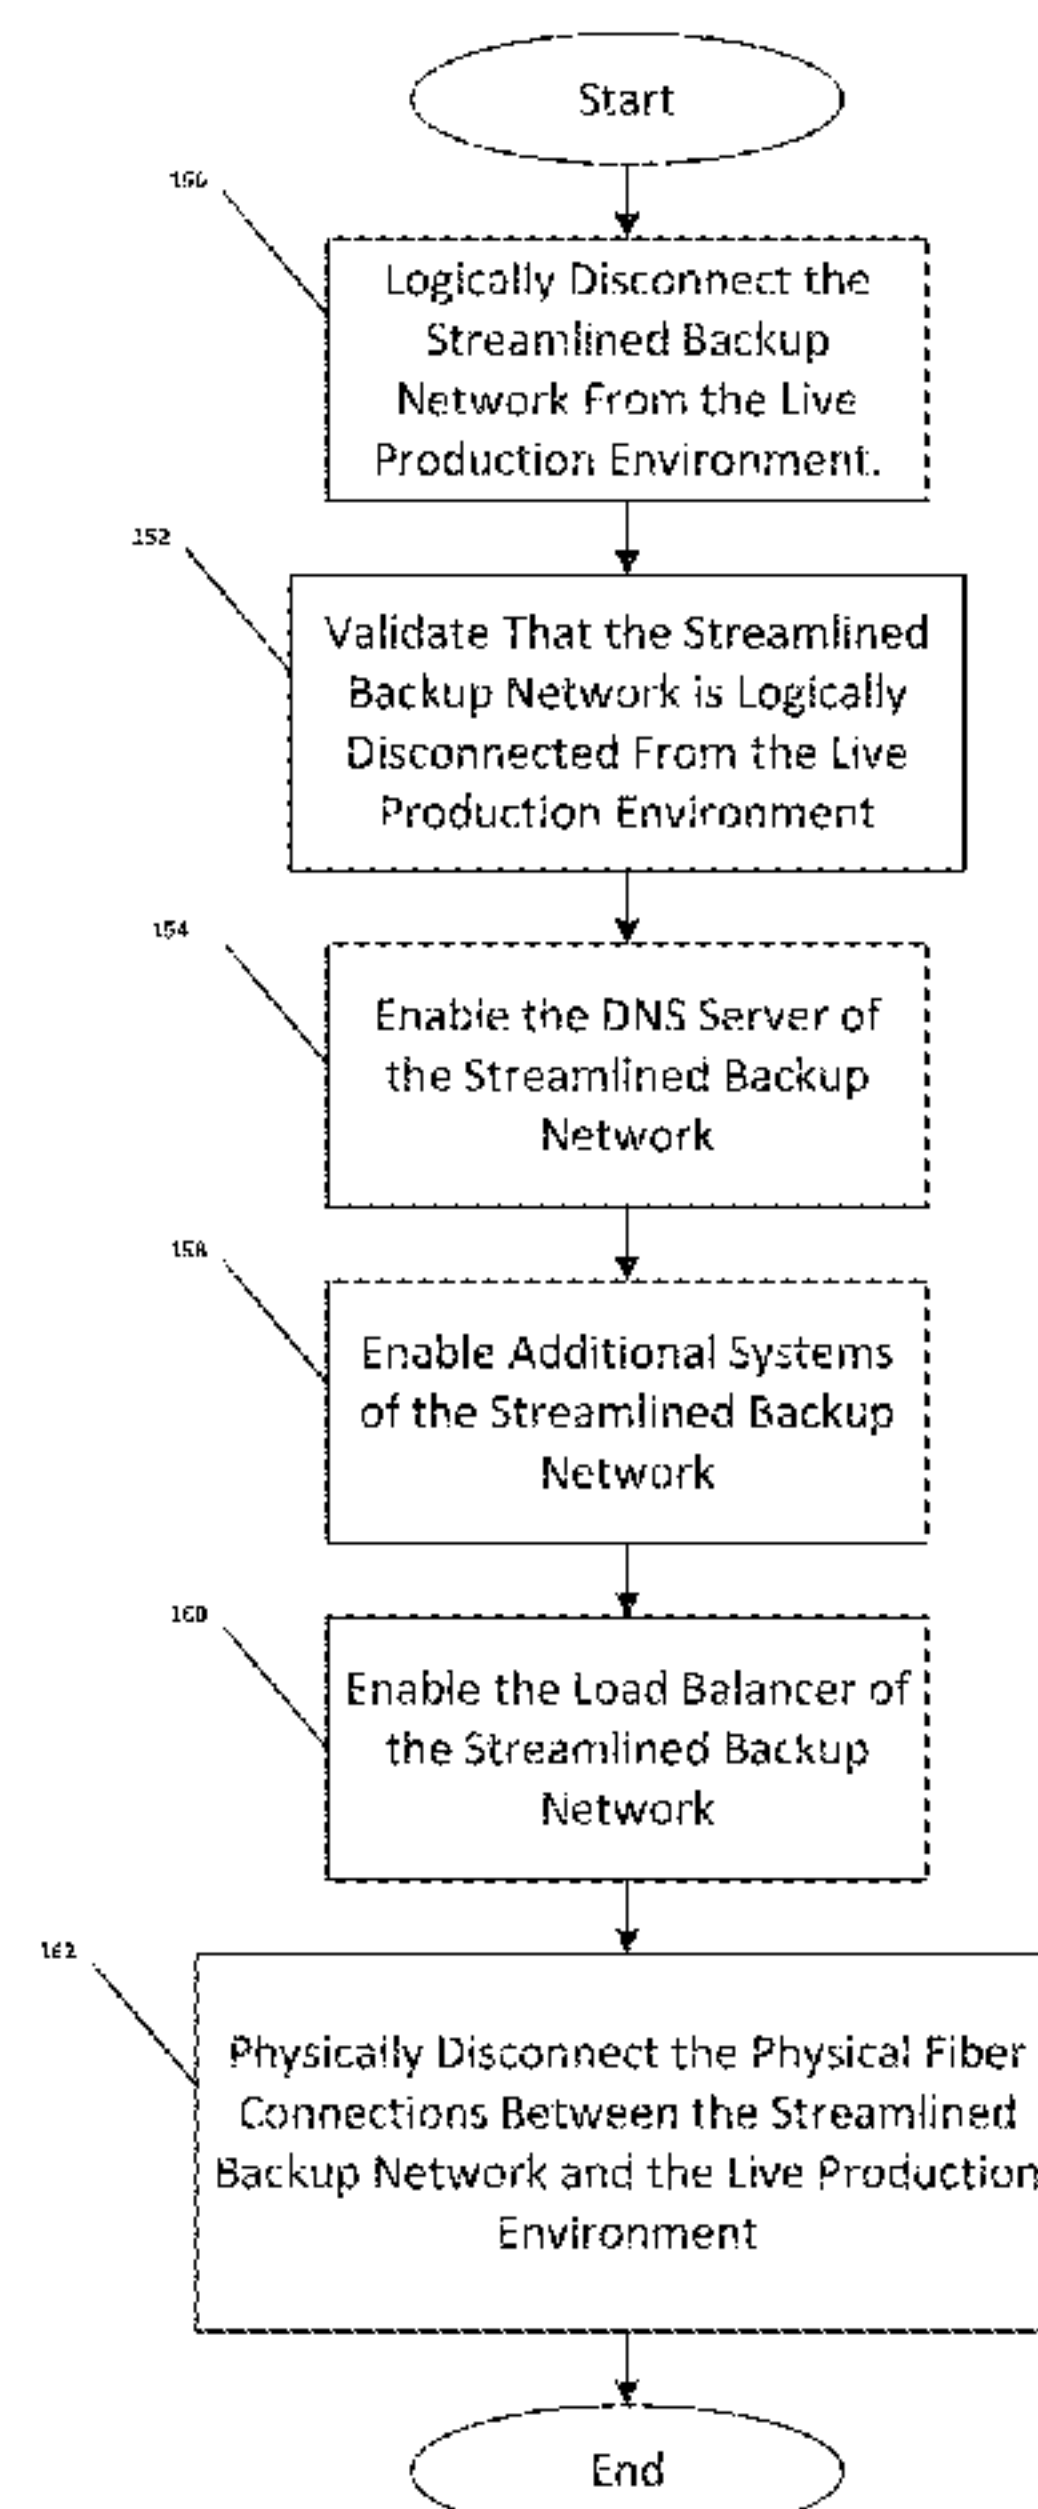 Start
Logically Disconnect the
Streamlined Backup
Network From the Live
Production Environment.
152
Validate That the Streamlined
Backup Network is Logically
Disconnected From the Live
Production Environment
154
Enable the DNS Server of
the Streamlined Backup
Network
158
Enable Additional Systems
of the Streamlined Backup
Network
160
Enable the Load Balancer of
the Streamlined Backup
Network
162
Physically Disconnect the Physical Fiber
Connections Between the Streamlined
Backup Network and the Live Production
Environment
End